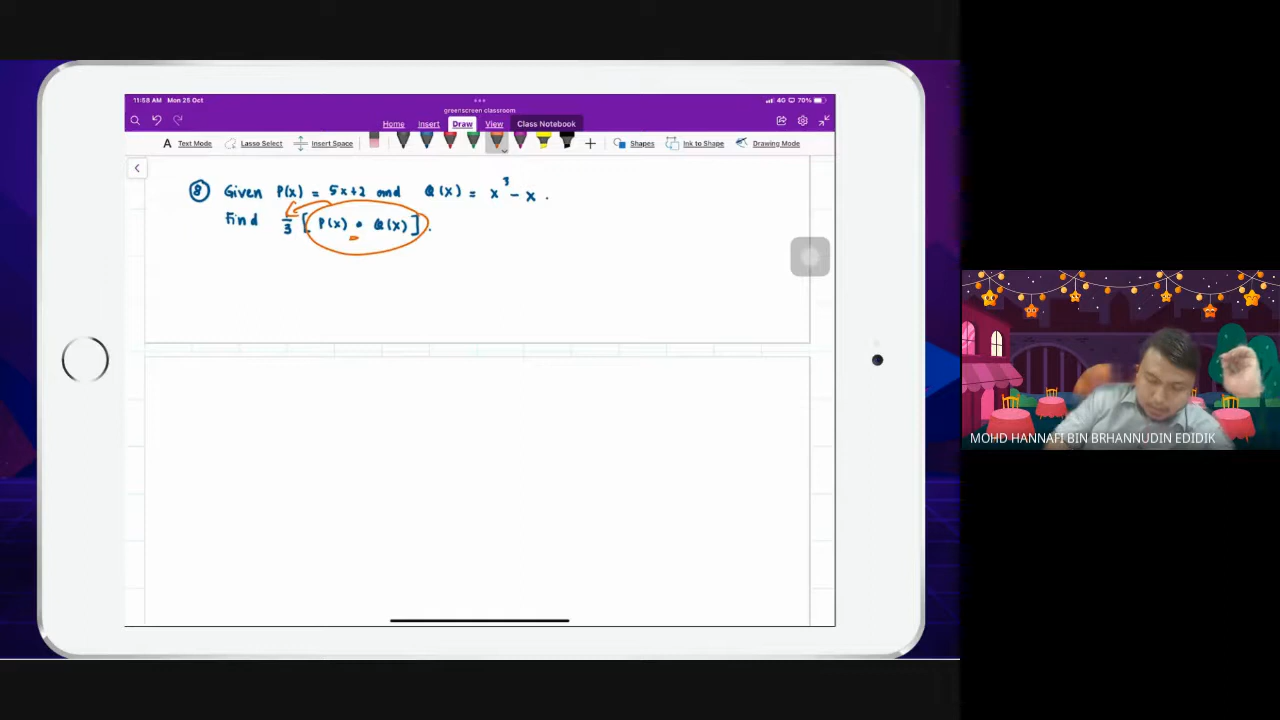 11:58 AM Mon 25 Oct
4G 70%
greenscreen classroom
Home Insert Draw View Class Notebook
A Text Mode Lasso Select Insert Space Shapes Ink to Shape Drawing Mode
⑧ Given P(x) = 5x+2 and Q(x) = x³ - x .
Find /3 [ P(x) • Q(x) ] .
MOHD HANNAFI BIN BRHANNUDIN EDIDIK